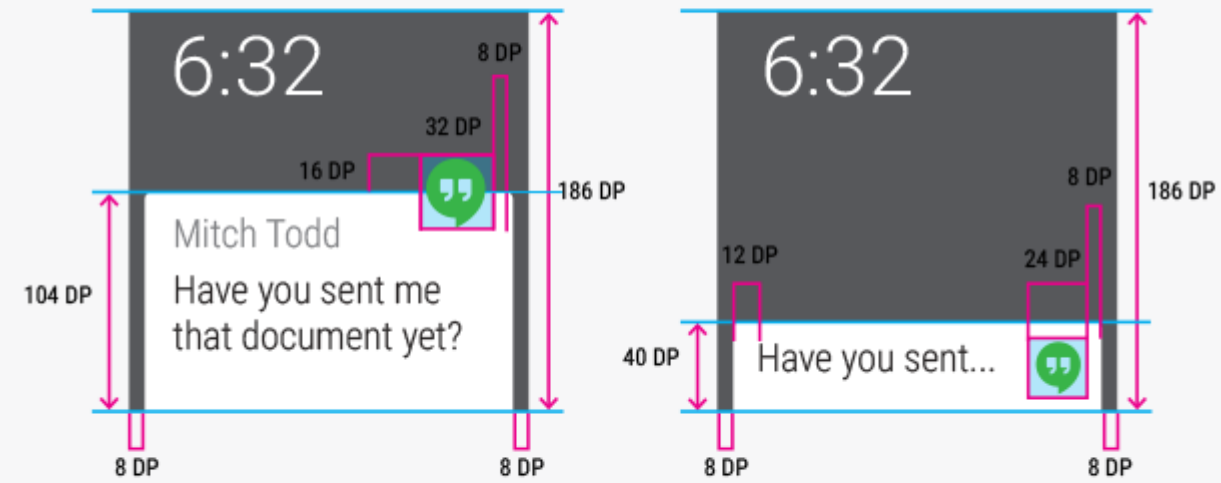 6:32
8 DP
32 DP
16 DP
186 DP
Mitch Todd
Have you sent me
that document yet?
104 DP
8 DP
8 DP
6:32
8 DP
186 DP
12 DP
24 DP
40 DP
Have you sent...
8 DP
8 DP